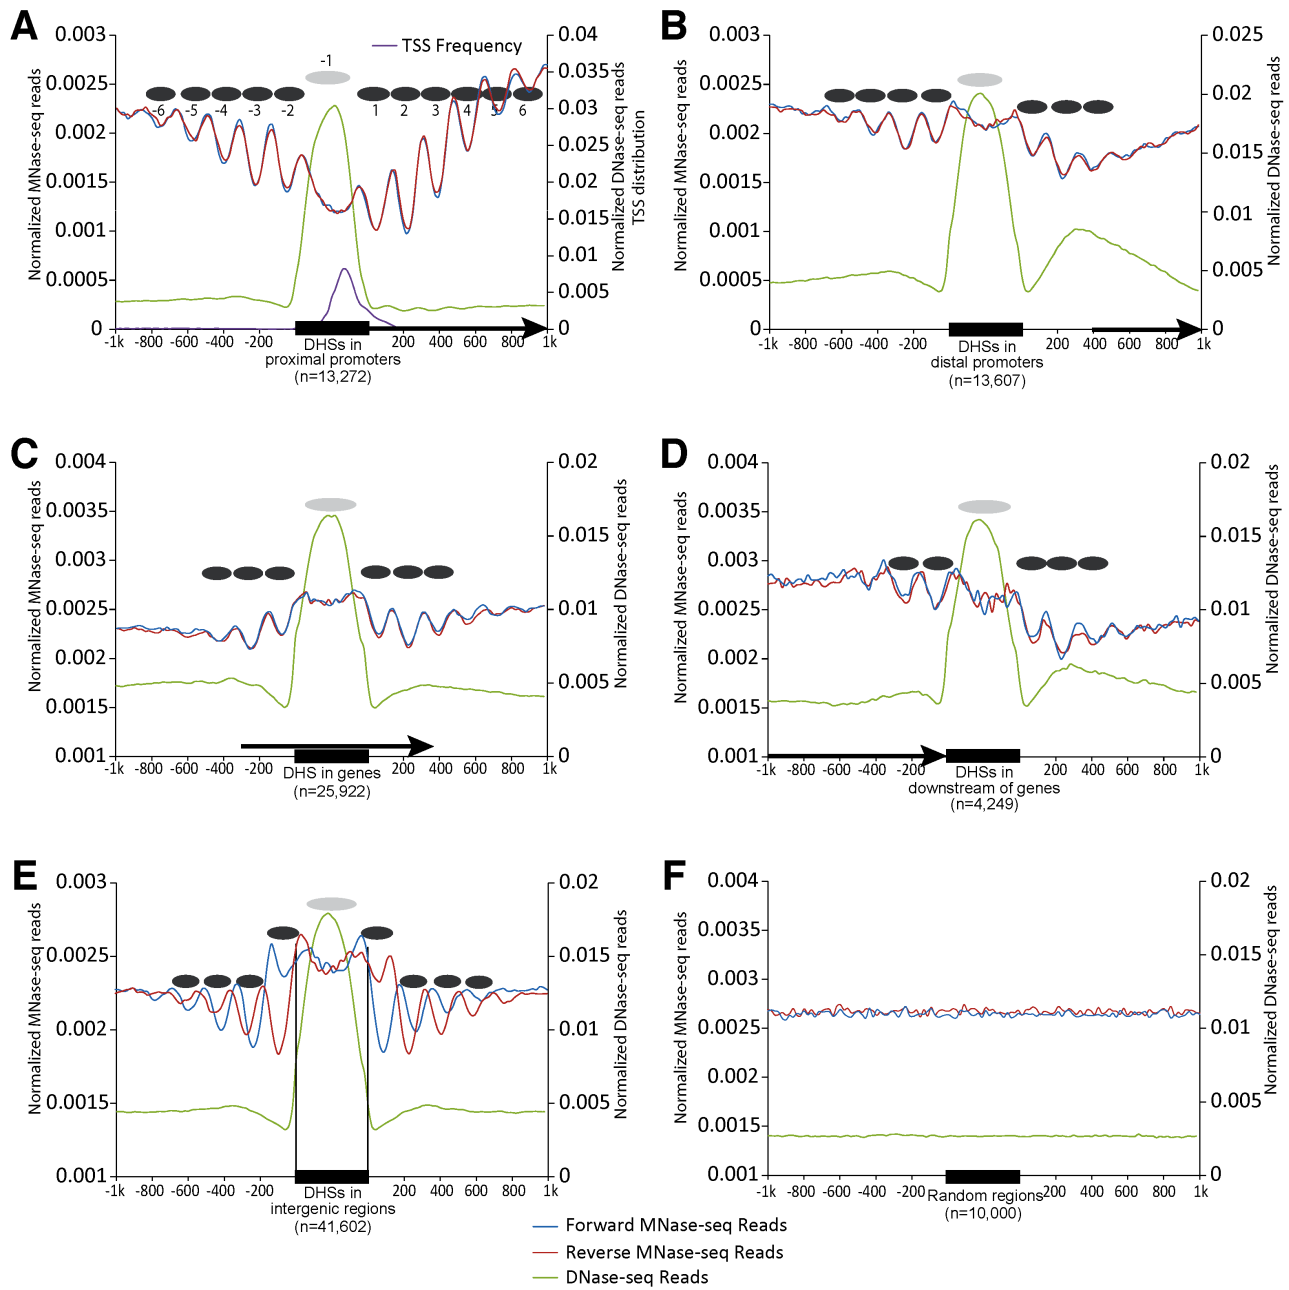 A
Normalized MNase-seq reads
0.003
0.0025
0.002
0.0015
0.001
0.0005
0
TSS Frequency
-1
-6 -5 -4 -3 -2 1 2 3 4 5 6
0.04
0.035
0.03
0.025
0.02
0.015
0.01
0.005
0
Normalized DNase-seq reads
TSS distribution
-1k -800 -600 -400 -200 200 400 600 800 1k
DHSs in
proximal promoters
(n=13,272)
B
Normalized MNase-seq reads
0.003
0.0025
0.002
0.0015
0.001
0.0005
0
0.025
0.02
0.015
0.01
0.005
0
Normalized DNase-seq reads
-1k -800 -600 -400 -200 200 400 600 800 1k
DHSs in
distal promoters
(n=13,607)
C
Normalized MNase-seq reads
0.004
0.0035
0.003
0.0025
0.002
0.0015
0.001
0.02
0.015
0.01
0.005
0
Normalized DNase-seq reads
-1k -800 -600 -400 -200 200 400 600 800 1k
DHS in genes
(n=25,922)
D
Normalized MNase-seq reads
0.004
0.0035
0.003
0.0025
0.002
0.0015
0.001
0.02
0.015
0.01
0.005
0
Normalized DNase-seq reads
-1k -800 -600 -400 -200 200 400 600 800 1k
DHSs in
downstream of genes
(n=4,249)
E
Normalized MNase-seq reads
0.003
0.0025
0.002
0.0015
0.001
0.02
0.015
0.01
0.005
0
Normalized DNase-seq reads
-1k -800 -600 -400 -200 200 400 600 800 1k
DHSs in
intergenic regions
(n=41,602)
F
Normalized MNase-seq reads
0.004
0.0035
0.003
0.0025
0.002
0.0015
0.001
0.02
0.015
0.01
0.005
0
Normalized DNase-seq reads
-1k -800 -600 -400 -200 Random regions 200 400 600 800 1k
(n=10,000)
Forward MNase-seq Reads
Reverse MNase-seq Reads
DNase-seq Reads